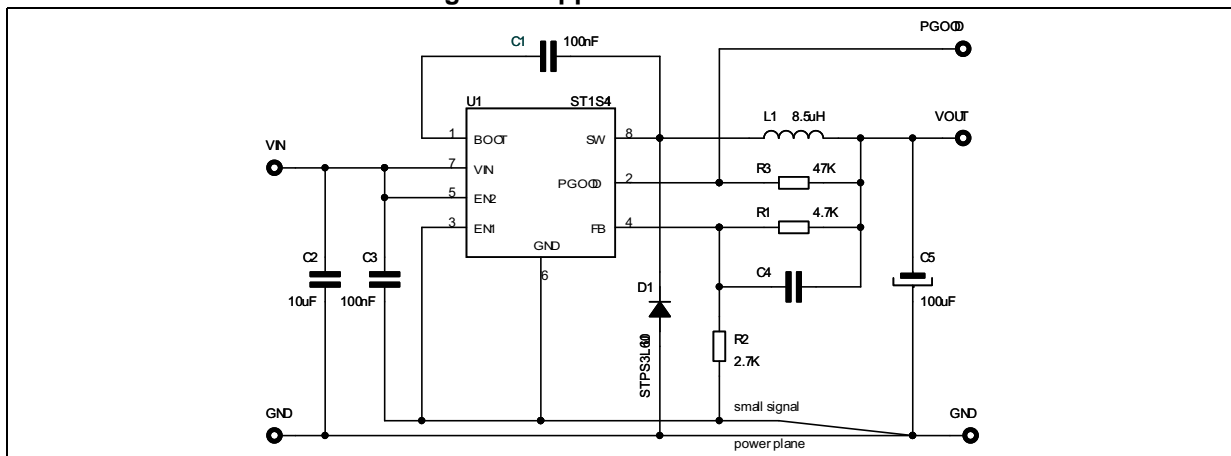 PGOOD
C1 100nF
U1 ST1S4
L1 8.5uH
VOUT
1 BOOT SW 8
VIN
7 VIN
R3 47K
PGOOD 2
5 EN2
R1 4.7K
3 EN1 FB 4
GND
6
C2 C3 C4 C5
D1
10uF 100nF 100uF
STPS3L60
R2
2.7K
small signal
GND GND
power plane